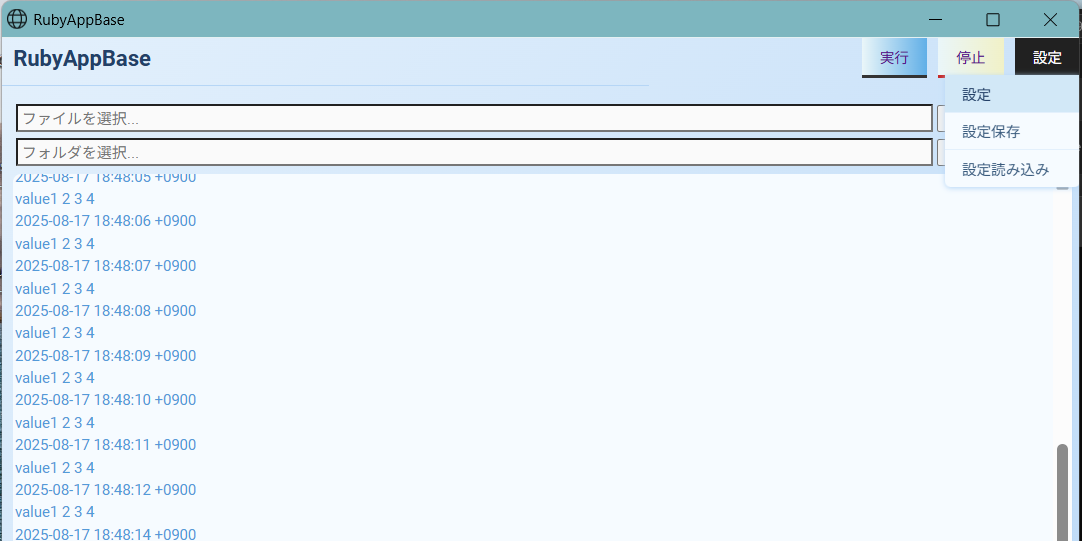 RubyAppBase
RubyAppBase
実行
停止
設定
設定
設定保存
設定読み込み
ファイルを選択...
フォルダを選択...
2025-08-17 18:48:05 +0900
value1 2 3 4
2025-08-17 18:48:06 +0900
value1 2 3 4
2025-08-17 18:48:07 +0900
value1 2 3 4
2025-08-17 18:48:08 +0900
value1 2 3 4
2025-08-17 18:48:09 +0900
value1 2 3 4
2025-08-17 18:48:10 +0900
value1 2 3 4
2025-08-17 18:48:11 +0900
value1 2 3 4
2025-08-17 18:48:12 +0900
value1 2 3 4
2025-08-17 18:48:14 +0900